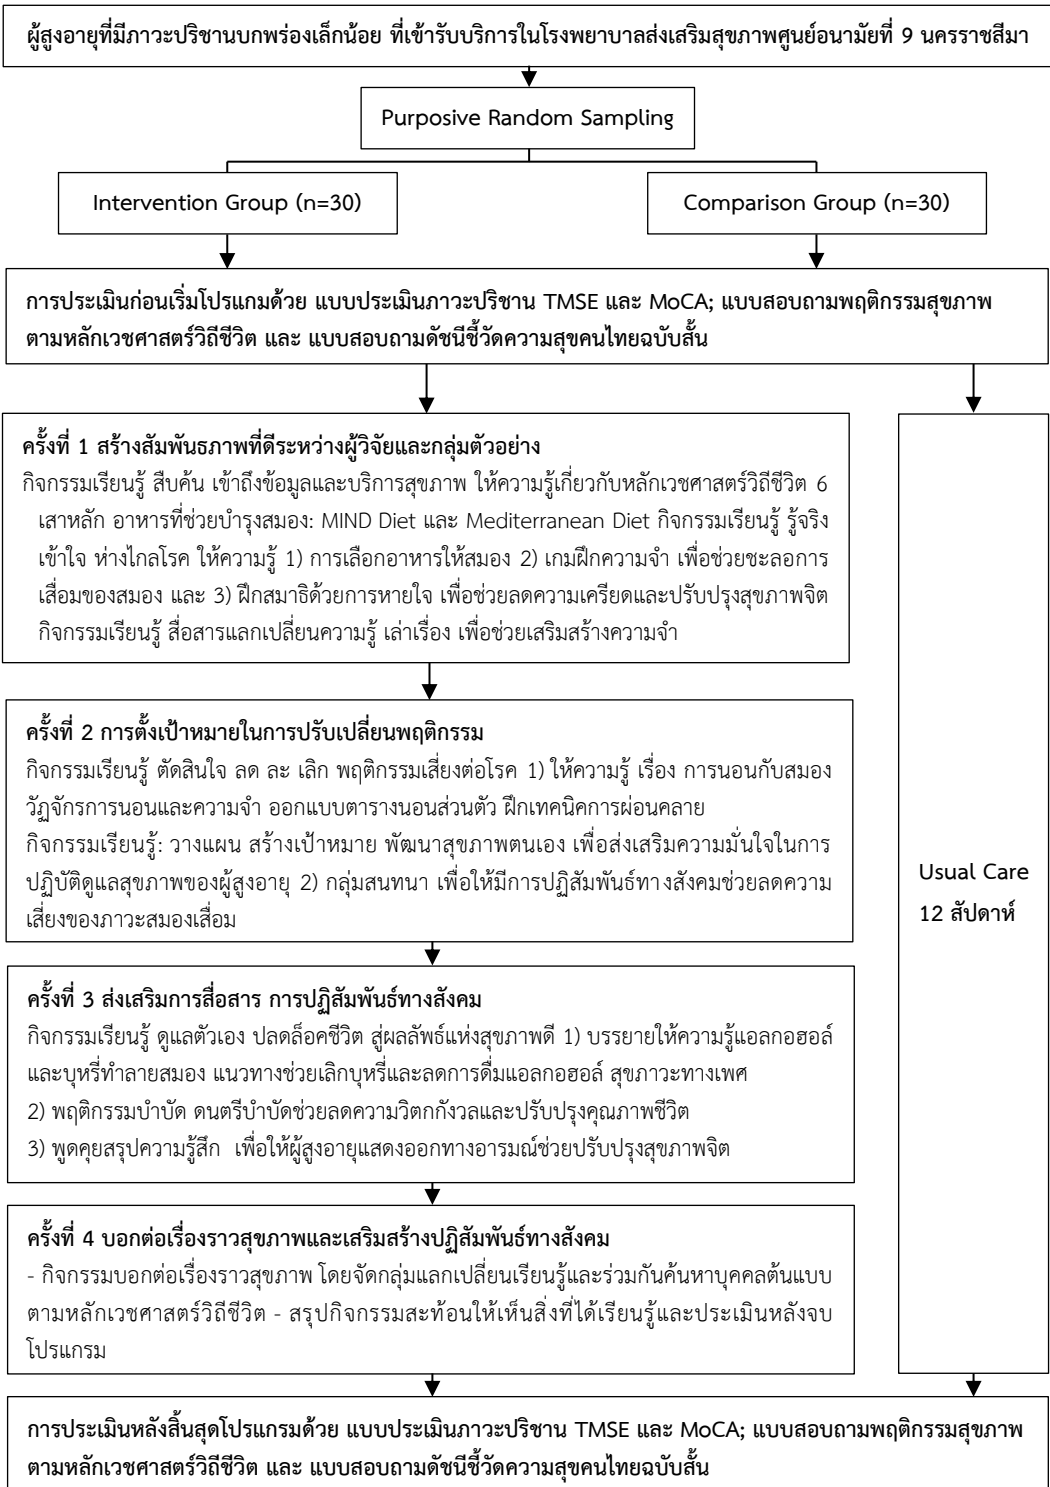 ผู้สูงอายุที่มีภาวะปริชานบกพร่องเล็กน้อย ที่เข้ารับบริการในโรงพยาบาลส่งเสริมสุขภาพศูนย์อนามัยที่ 9 นครราชสีมา
Purposive Random Sampling
Intervention Group (n=30)
Comparison Group (n=30)
การประเมินก่อนเริ่มโปรแกมด้วย แบบประเมินภาวะปริชาน TMSE และ MoCA; แบบสอบถามพฤติกรรมสุขภาพ
ตามหลักเวชศาสตร์วิถีชีวิต และ แบบสอบถามดัชนีชี้วัดความสุขคนไทยฉบับสั้น
ครั้งที่ 1 สร้างสัมพันธภาพที่ดีระหว่างผู้วิจัยและกลุ่มตัวอย่าง
กิจกรรมเรียนรู้ สืบค้น เข้าถึงข้อมูลและบริการสุขภาพ ให้ความรู้เกี่ยวกับหลักเวชศาสตร์วิถีชีวิต 6
เสาหลัก อาหารที่ช่วยบำรุงสมอง: MIND Diet และ Mediterranean Diet กิจกรรมเรียนรู้ รู้จริง
เข้าใจ ห่างไกลโรค ให้ความรู้ 1) การเลือกอาหารให้สมอง 2) เกมฝึกความจำ เพื่อช่วยชะลอการ
เสื่อมของสมอง และ 3) ฝึกสมาธิด้วยการหายใจ เพื่อช่วยลดความเครียดและปรับปรุงสุขภาพจิต
กิจกรรมเรียนรู้ สื่อสารแลกเปลี่ยนความรู้ เล่าเรื่อง เพื่อช่วยเสริมสร้างความจำ
ครั้งที่ 2 การตั้งเป้าหมายในการปรับเปลี่ยนพฤติกรรม
กิจกรรมเรียนรู้ ตัดสินใจ ลด ละ เลิก พฤติกรรมเสี่ยงต่อโรค 1) ให้ความรู้ เรื่อง การนอนกับสมอง
วัฏจักรการนอนและความจำ ออกแบบตารางนอนส่วนตัว ฝึกเทคนิคการผ่อนคลาย
กิจกรรมเรียนรู้: วางแผน สร้างเป้าหมาย พัฒนาสุขภาพตนเอง เพื่อส่งเสริมความมั่นใจในการ
ปฏิบัติดูแลสุขภาพของผู้สูงอายุ 2) กลุ่มสนทนา เพื่อให้มีการปฏิสัมพันธ์ทางสังคมช่วยลดความ
เสี่ยงของภาวะสมองเสื่อม
Usual Care
12 สัปดาห์
ครั้งที่ 3 ส่งเสริมการสื่อสาร การปฏิสัมพันธ์ทางสังคม
กิจกรรมเรียนรู้ ดูแลตัวเอง ปลดล็อคชีวิต สู่ผลลัพธ์แห่งสุขภาพดี 1) บรรยายให้ความรู้แอลกอฮอล์
และบุหรี่ทำลายสมอง แนวทางช่วยเลิกบุหรี่และลดการดื่มแอลกอฮอล์ สุขภาวะทางเพศ
2) พฤติกรรมบำบัด ดนตรีบำบัดช่วยลดความวิตกกังวลและปรับปรุงคุณภาพชีวิต
3) พูดคุยสรุปความรู้สึก เพื่อให้ผู้สูงอายุแสดงออกทางอารมณ์ช่วยปรับปรุงสุขภาพจิต
ครั้งที่ 4 บอกต่อเรื่องราวสุขภาพและเสริมสร้างปฏิสัมพันธ์ทางสังคม
- กิจกรรมบอกต่อเรื่องราวสุขภาพ โดยจัดกลุ่มแลกเปลี่ยนเรียนรู้และร่วมกันค้นหาบุคคลต้นแบบ
ตามหลักเวชศาสตร์วิถีชีวิต - สรุปกิจกรรมสะท้อนให้เห็นสิ่งที่ได้เรียนรู้และประเมินหลังจบ
โปรแกรม
การประเมินหลังสิ้นสุดโปรแกรมด้วย แบบประเมินภาวะปริชาน TMSE และ MoCA; แบบสอบถามพฤติกรรมสุขภาพ
ตามหลักเวชศาสตร์วิถีชีวิต และ แบบสอบถามดัชนีชี้วัดความสุขคนไทยฉบับสั้น